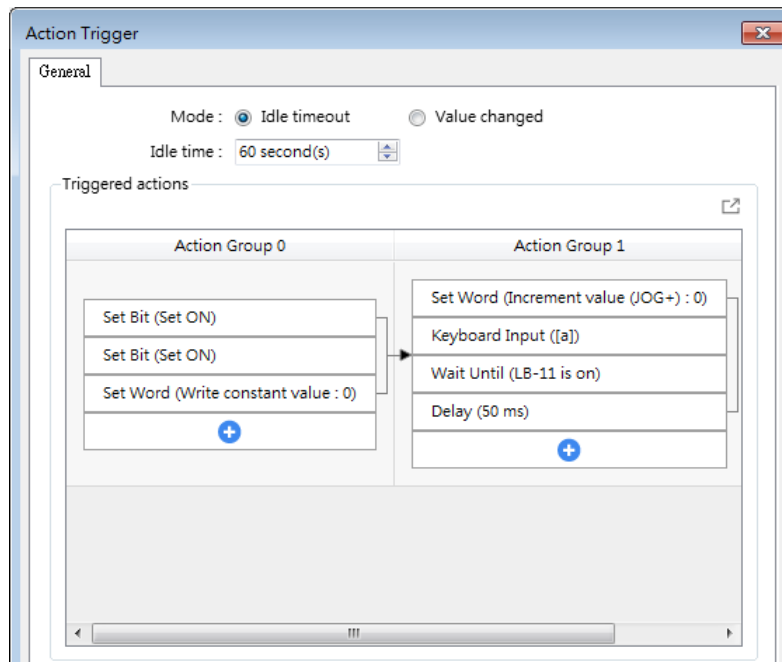 Action Trigger
General
Mode : Idle timeout Value changed
Idle time : 60 second(s)
Triggered actions
Action Group 0 Action Group 1
Set Bit (Set ON)
Set Bit (Set ON)
Set Word (Write constant value : 0)
Set Word (Increment value (JOG+) : 0)
Keyboard Input ([a])
Wait Until (LB-11 is on)
Delay (50 ms)